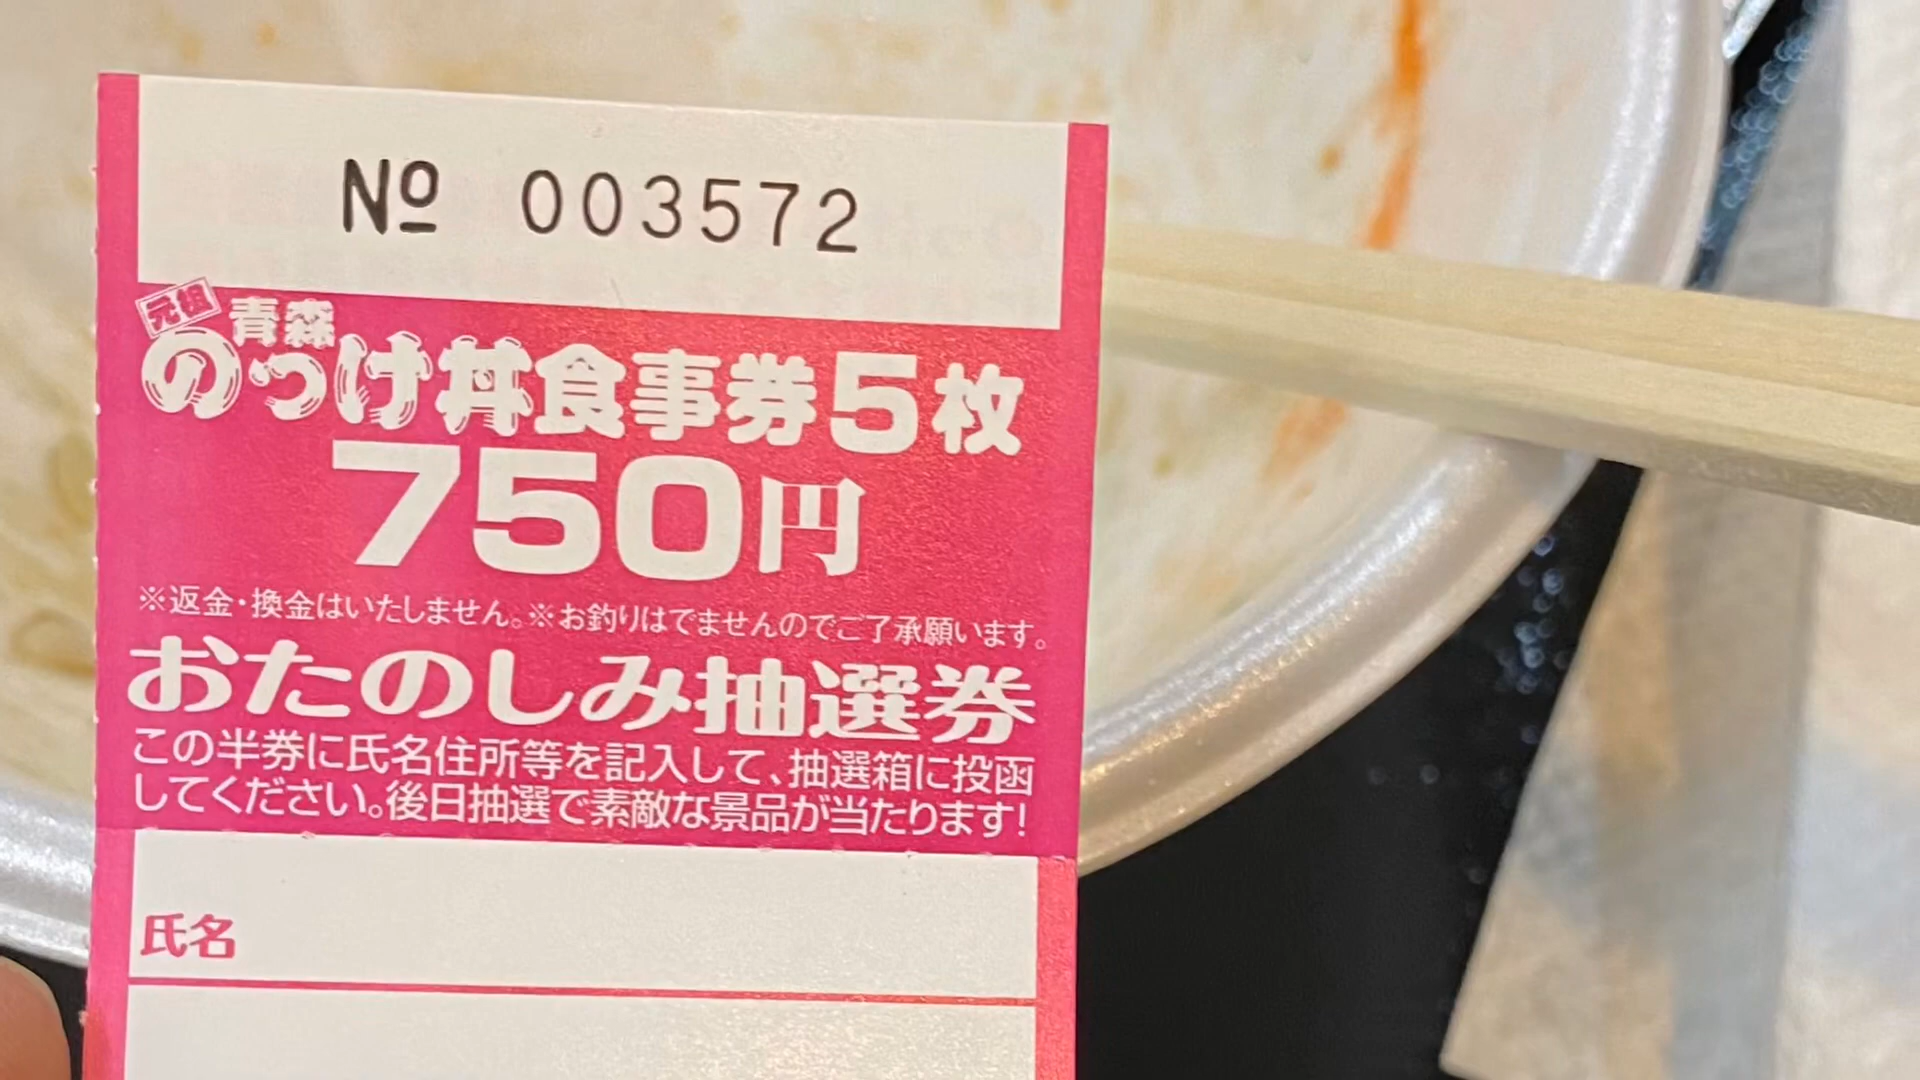 № 003572
元祖 青森
のっけ丼食事券5枚
750円
※返金・換金はいたしません。※お釣りはでませんのでご了承願います。
おたのしみ抽選券
この半券に氏名住所等を記入して、抽選箱に投函
してください。後日抽選で素敵な景品が当たります!
氏名